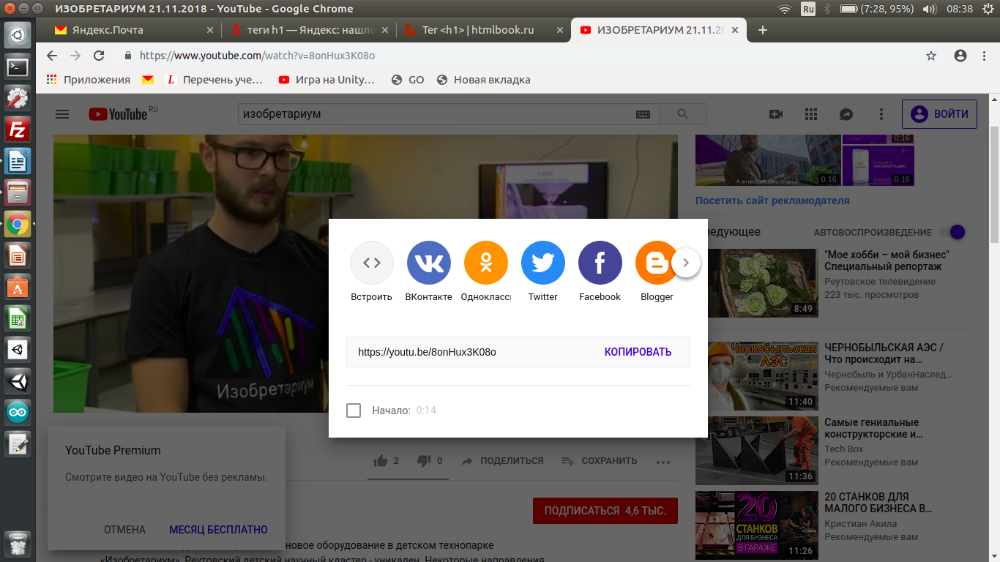 ИЗОБРЕТАРИУМ 21.11.2018 - YouTube - Google Chrome
Ru
(7:28, 95%)
08:38
Яндекс.Почта
теги h1 — Яндекс: нашло
Тег <h1> | htmlbook.ru
ИЗОБРЕТАРИУМ 21.11.20
https://www.youtube.com/watch?v=8onHux3K08o
Приложения
Перечень уче…
Игра на Unity…
GO
Новая вкладка
YouTube RU
изобретариум
ВОЙТИ
0:16
А он каждый день со мной
0:16
0:16
Посетить сайт рекламодателя
ледующее
АВТОВОСПРОИЗВЕДЕНИЕ
"Мое хобби – мой бизнес"
Специальный репортаж
Реутовское телевидение
223 тыс. просмотров
8:49
Встроить
ВКонтакте
Одноклассн
Twitter
Facebook
Blogger
https://youtu.be/8onHux3K08o
КОПИРОВАТЬ
Начало: 0:14
Изобретариум
Чернобыльская
АЭС
11:40
ЧЕРНОБЫЛЬСКАЯ АЭС /
Что происходит на…
Чернобыль и УрбанНаслед…
Рекомендуемые вам
Самые гениальные
конструкторские и…
Tech Box
Рекомендуемые вам
11:36
20
СТАНКОВ
ДЛЯ БИЗНЕСА
В ГАРАЖЕ
11:26
20 СТАНКОВ ДЛЯ
МАЛОГО БИЗНЕСА В…
Кристиан Акила
Рекомендуемые вам
YouTube Premium
Смотрите видео на YouTube без рекламы.
ОТМЕНА
МЕСЯЦ БЕСПЛАТНО
2
0
ПОДЕЛИТЬСЯ
СОХРАНИТЬ
ПОДПИСАТЬСЯ 4,6 ТЫС.
новое оборудование в детском технопарке
«Изобретариум». Реутовский детский научный кластер - уникален. Некоторые направления